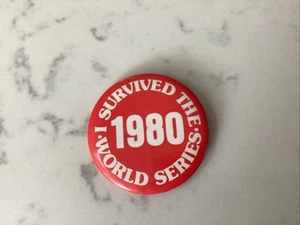 · I SURVIVED THE ·
1980
WORLD SERIES